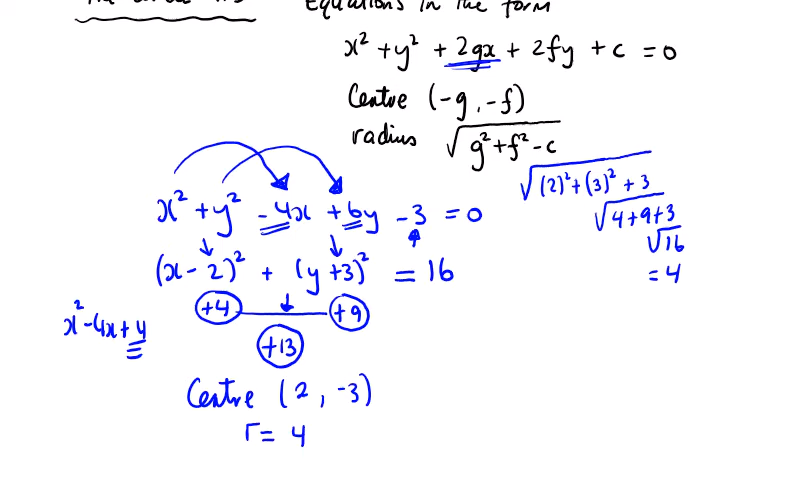 Equations in the form
x² + y² + 2gx + 2fy + c = 0
Centre (-g, -f)
radius √(g² + f² - c)
√((2)² + (3)² + 3)
√(4+9+3)
√16
= 4
x² + y² - 4x + 6y - 3 = 0
(x - 2)² + (y + 3)² = 16
+4 +9
x² - 4x + 4
+13
Centre (2, -3)
r = 4